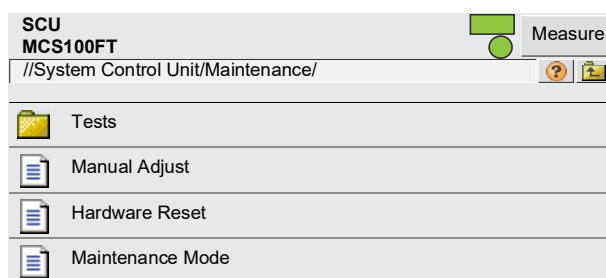 SCU
MCS100FT
Measure
//System Control Unit/Maintenance/
?
Tests
Manual Adjust
Hardware Reset
Maintenance Mode